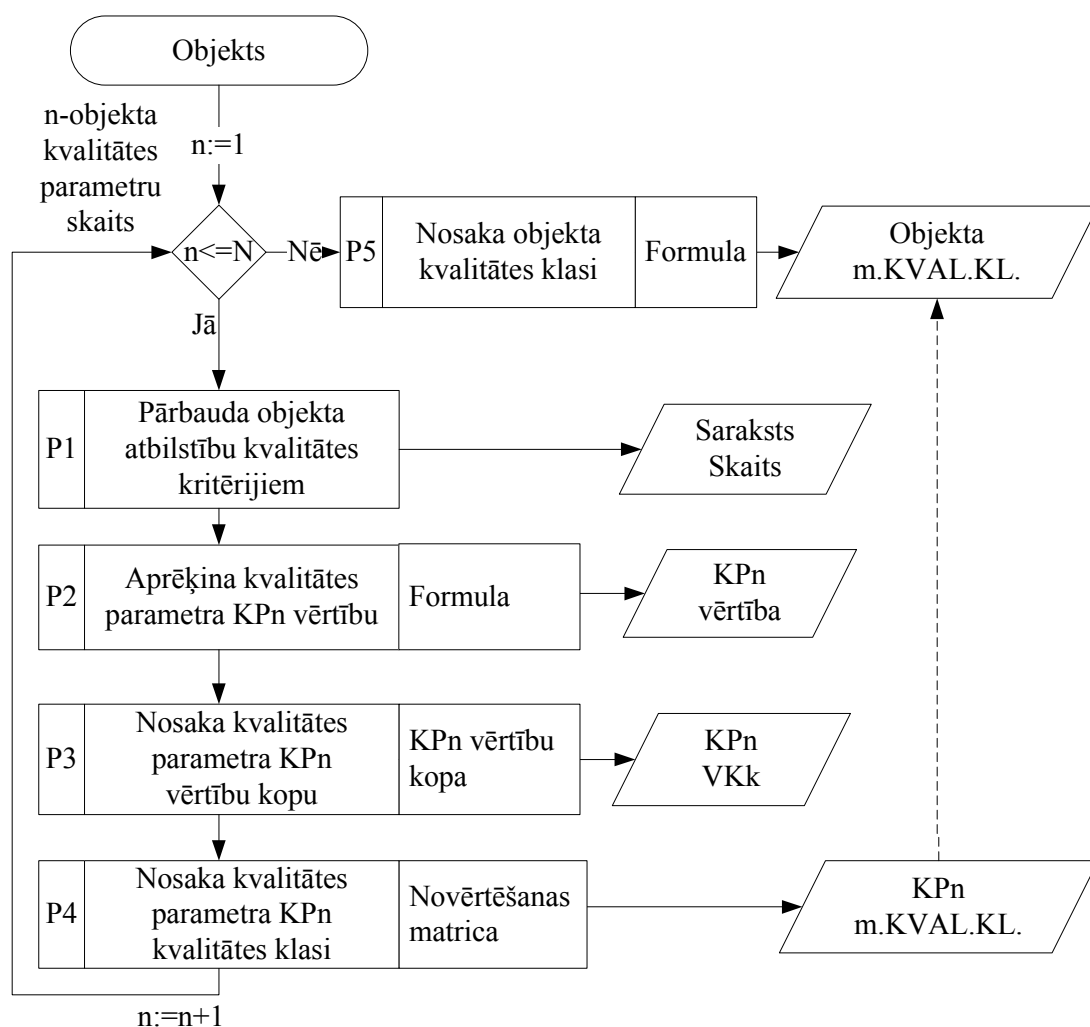 Objekts
n-objekta
kvalitātes
parametru
skaits
n:=1
n<=N
Nē
P5
Nosaka objekta
kvalitātes klasi
Formula
Objekta
m.KVAL.KL.
Jā
P1
Pārbauda objekta
atbilstību kvalitātes
kritērijiem
Saraksts
Skaits
P2
Aprēķina kvalitātes
parametra KPn vērtību
Formula
KPn
vērtība
P3
Nosaka kvalitātes
parametra KPn
vērtību kopu
KPn vērtību
kopa
KPn
VKk
P4
Nosaka kvalitātes
parametra KPn
kvalitātes klasi
Novērtēšanas
matrica
KPn
m.KVAL.KL.
n:=n+1